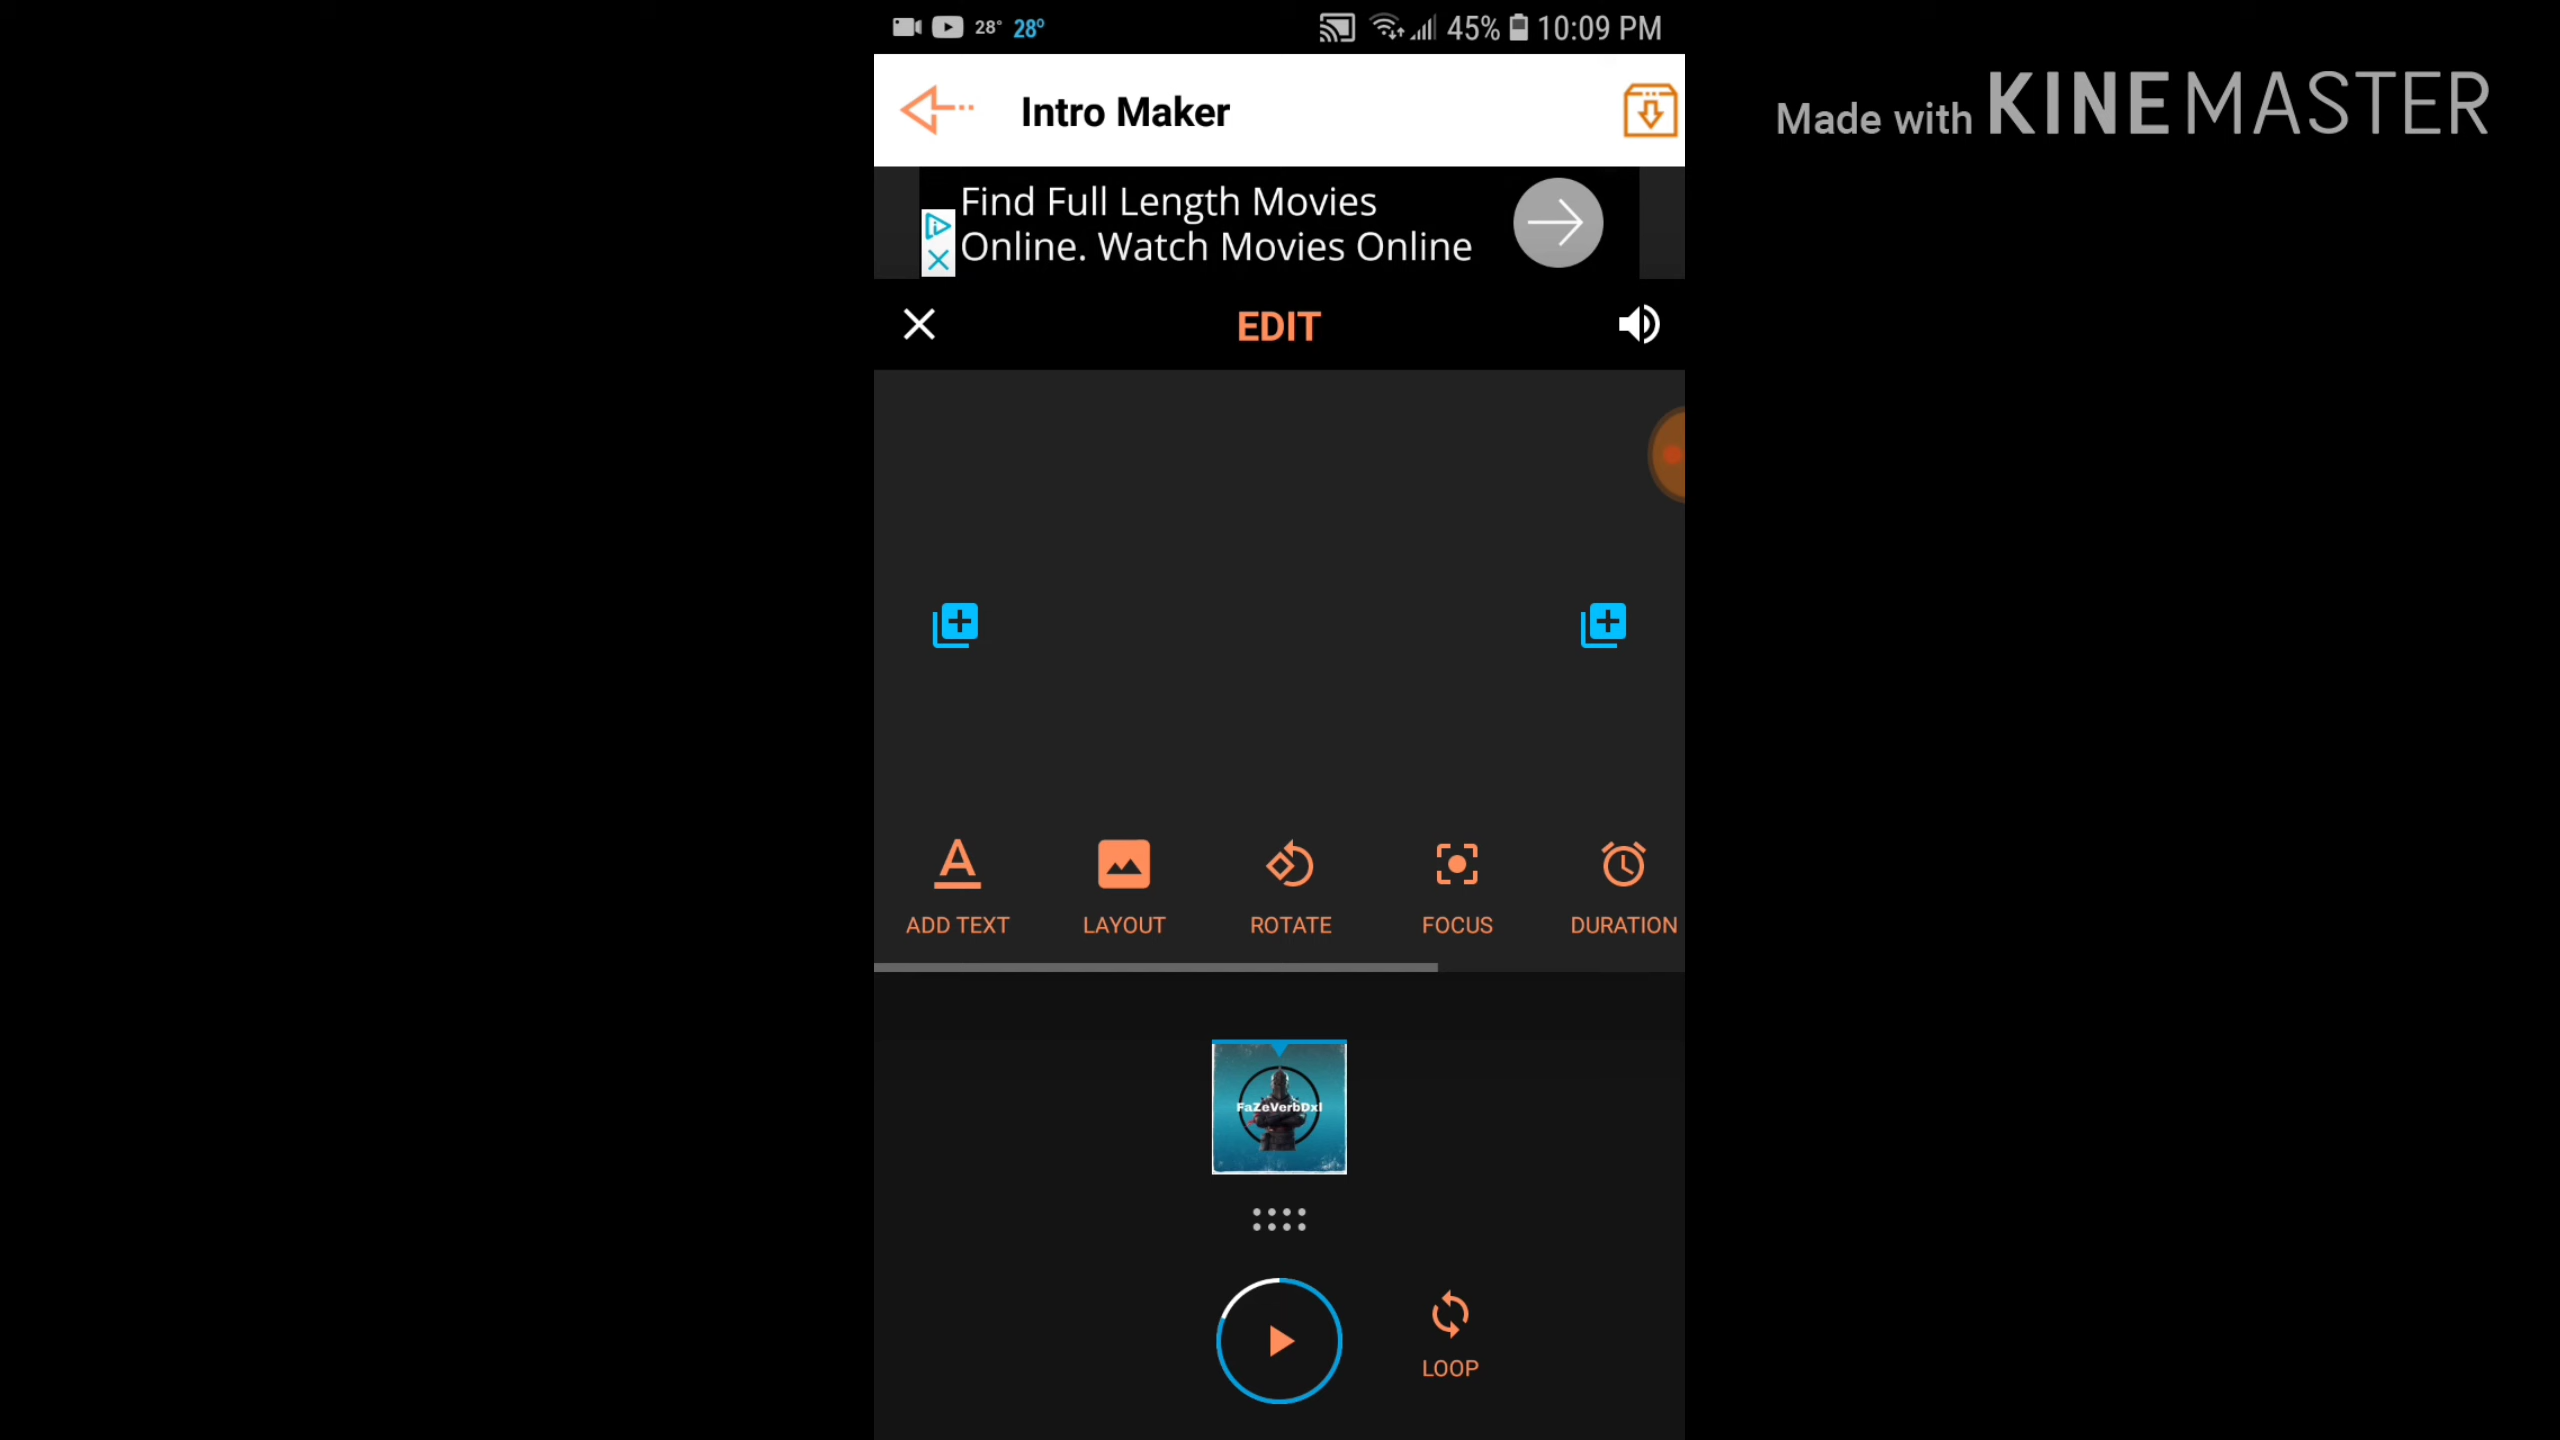 28° 28° 45% 10:09 PM
Made with KINEMASTER
Intro Maker
Find Full Length Movies
Online. Watch Movies Online
EDIT
ADD TEXT LAYOUT ROTATE FOCUS DURATION
FaZeVerbDxl
LOOP